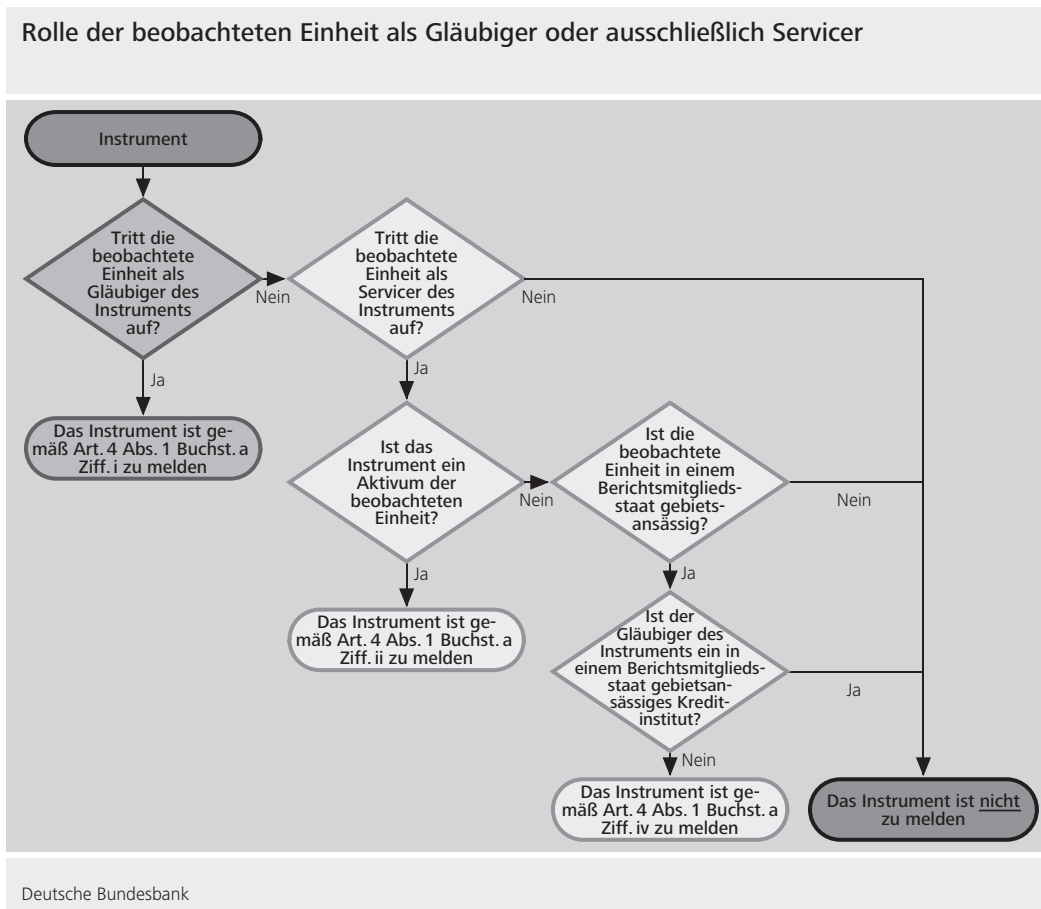 Rolle der beobachteten Einheit als Gläubiger oder ausschließlich Servicer
Instrument
Tritt die
beobachtete
Einheit als
Gläubiger des
Instruments
auf?
Nein
Tritt die
beobachtete
Einheit als
Servicer des
Instruments
auf?
Nein
Ja
Ja
Das Instrument ist ge-
mäß Art. 4 Abs. 1 Buchst. a
Ziff. i zu melden
Ist das
Instrument ein
Aktivum der
beobachteten
Einheit?
Nein
Ist die
beobachtete
Einheit in einem
Berichtsmitglieds-
staat gebiets-
ansässig?
Nein
Ja
Ja
Das Instrument ist ge-
mäß Art. 4 Abs. 1 Buchst. a
Ziff. ii zu melden
Ist der
Gläubiger des
Instruments ein in
einem Berichtsmitglieds-
staat gebietsan-
sässiges Kredit-
institut?
Ja
Nein
Das Instrument ist ge-
mäß Art. 4 Abs. 1 Buchst. a
Ziff. iv zu melden
Das Instrument ist nicht
zu melden
Deutsche Bundesbank